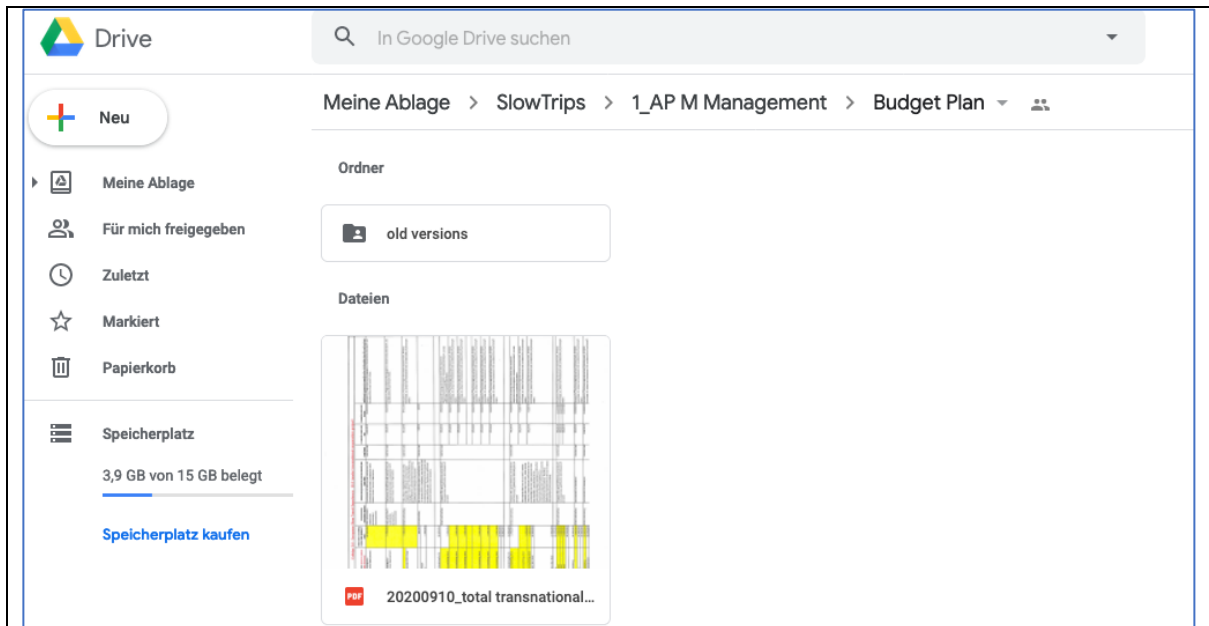 Drive
In Google Drive suchen
Neu
Meine Ablage > SlowTrips > 1_AP M Management > Budget Plan
Meine Ablage
Für mich freigegeben
Zuletzt
Markiert
Papierkorb
Speicherplatz
3,9 GB von 15 GB belegt
Speicherplatz kaufen
Ordner
old versions
Dateien
PDF 20200910_total transnational...